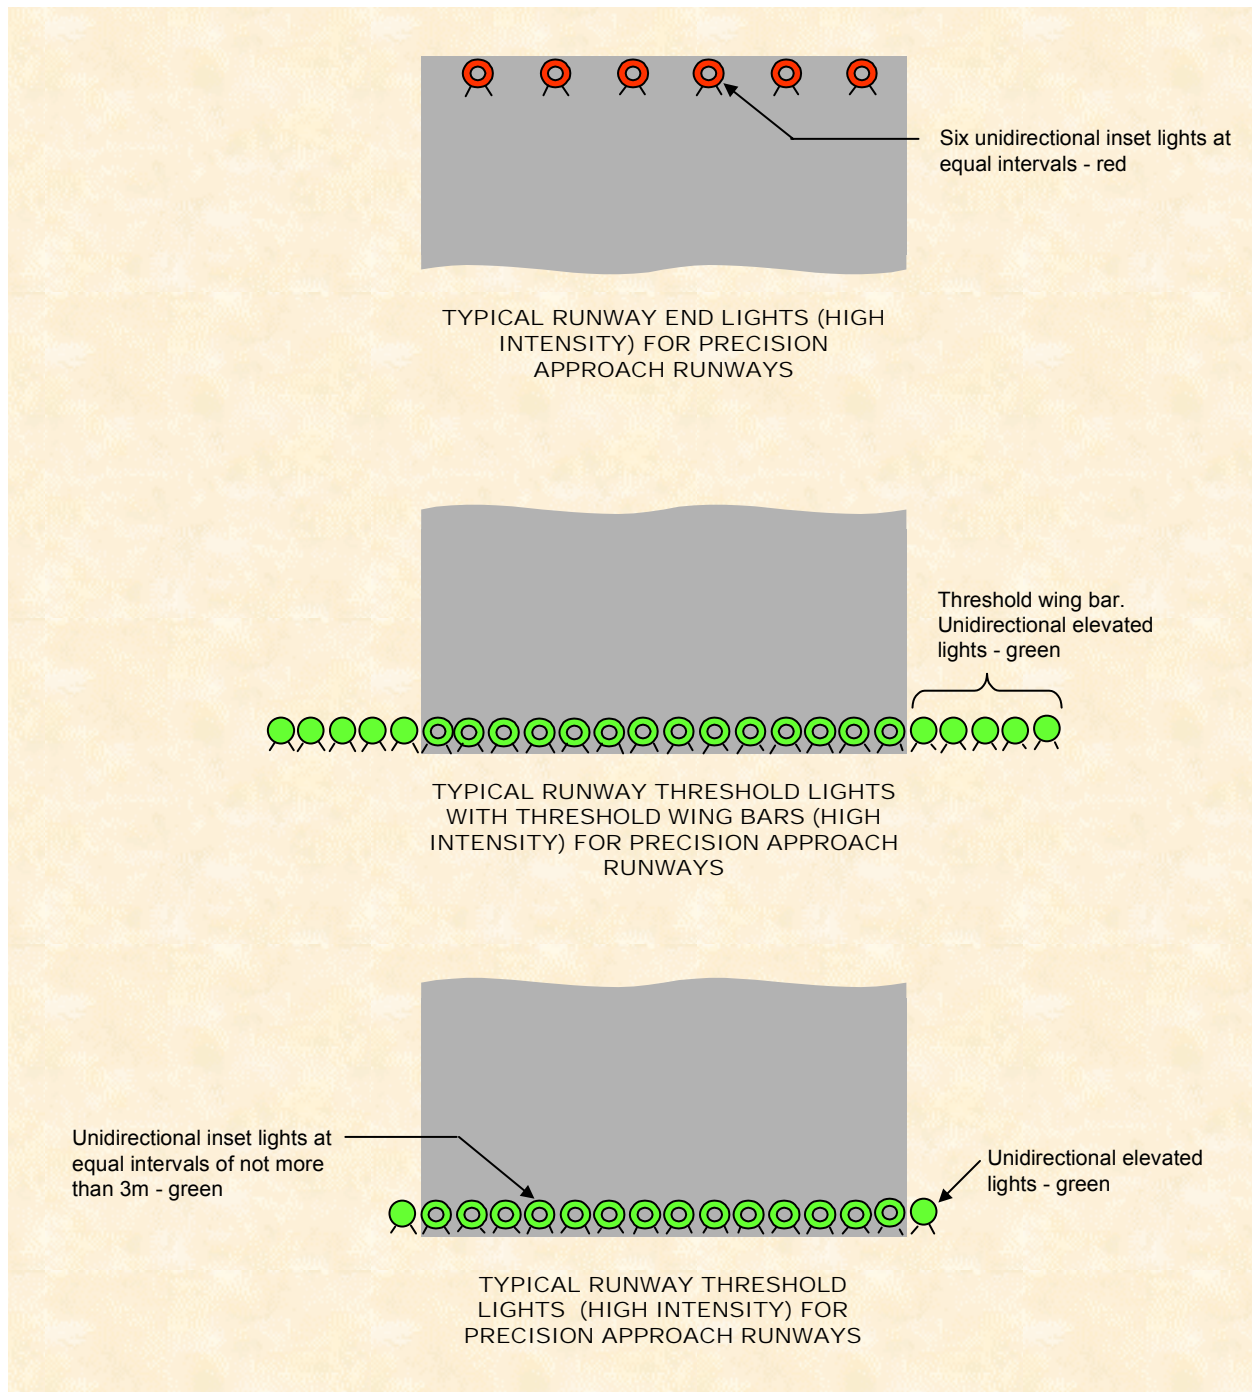 Six unidirectional inset lights at
equal intervals - red
TYPICAL RUNWAY END LIGHTS (HIGH
INTENSITY) FOR PRECISION
APPROACH RUNWAYS
Threshold wing bar.
Unidirectional elevated
lights - green
TYPICAL RUNWAY THRESHOLD LIGHTS
WITH THRESHOLD WING BARS (HIGH
INTENSITY) FOR PRECISION APPROACH
RUNWAYS
Unidirectional inset lights at
equal intervals of not more
than 3m - green
Unidirectional elevated
lights - green
TYPICAL RUNWAY THRESHOLD
LIGHTS (HIGH INTENSITY) FOR
PRECISION APPROACH RUNWAYS